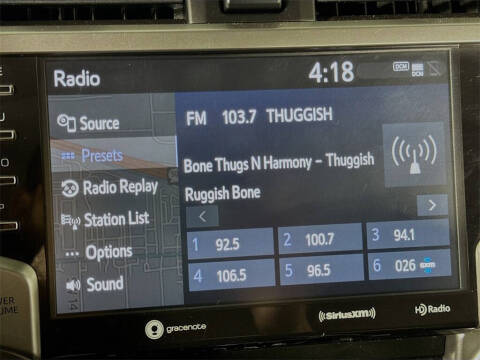 Radio 4:18 DCM DCM
Source
Presets
Radio Replay
Station List
Options
Sound
FM 103.7 THUGGISH
Bone Thugs N Harmony – Thuggish
Ruggish Bone
1 92.5 2 100.7 3 94.1
4 106.5 5 96.5 6 026 sxm
gracenote SiriusXM HD Radio